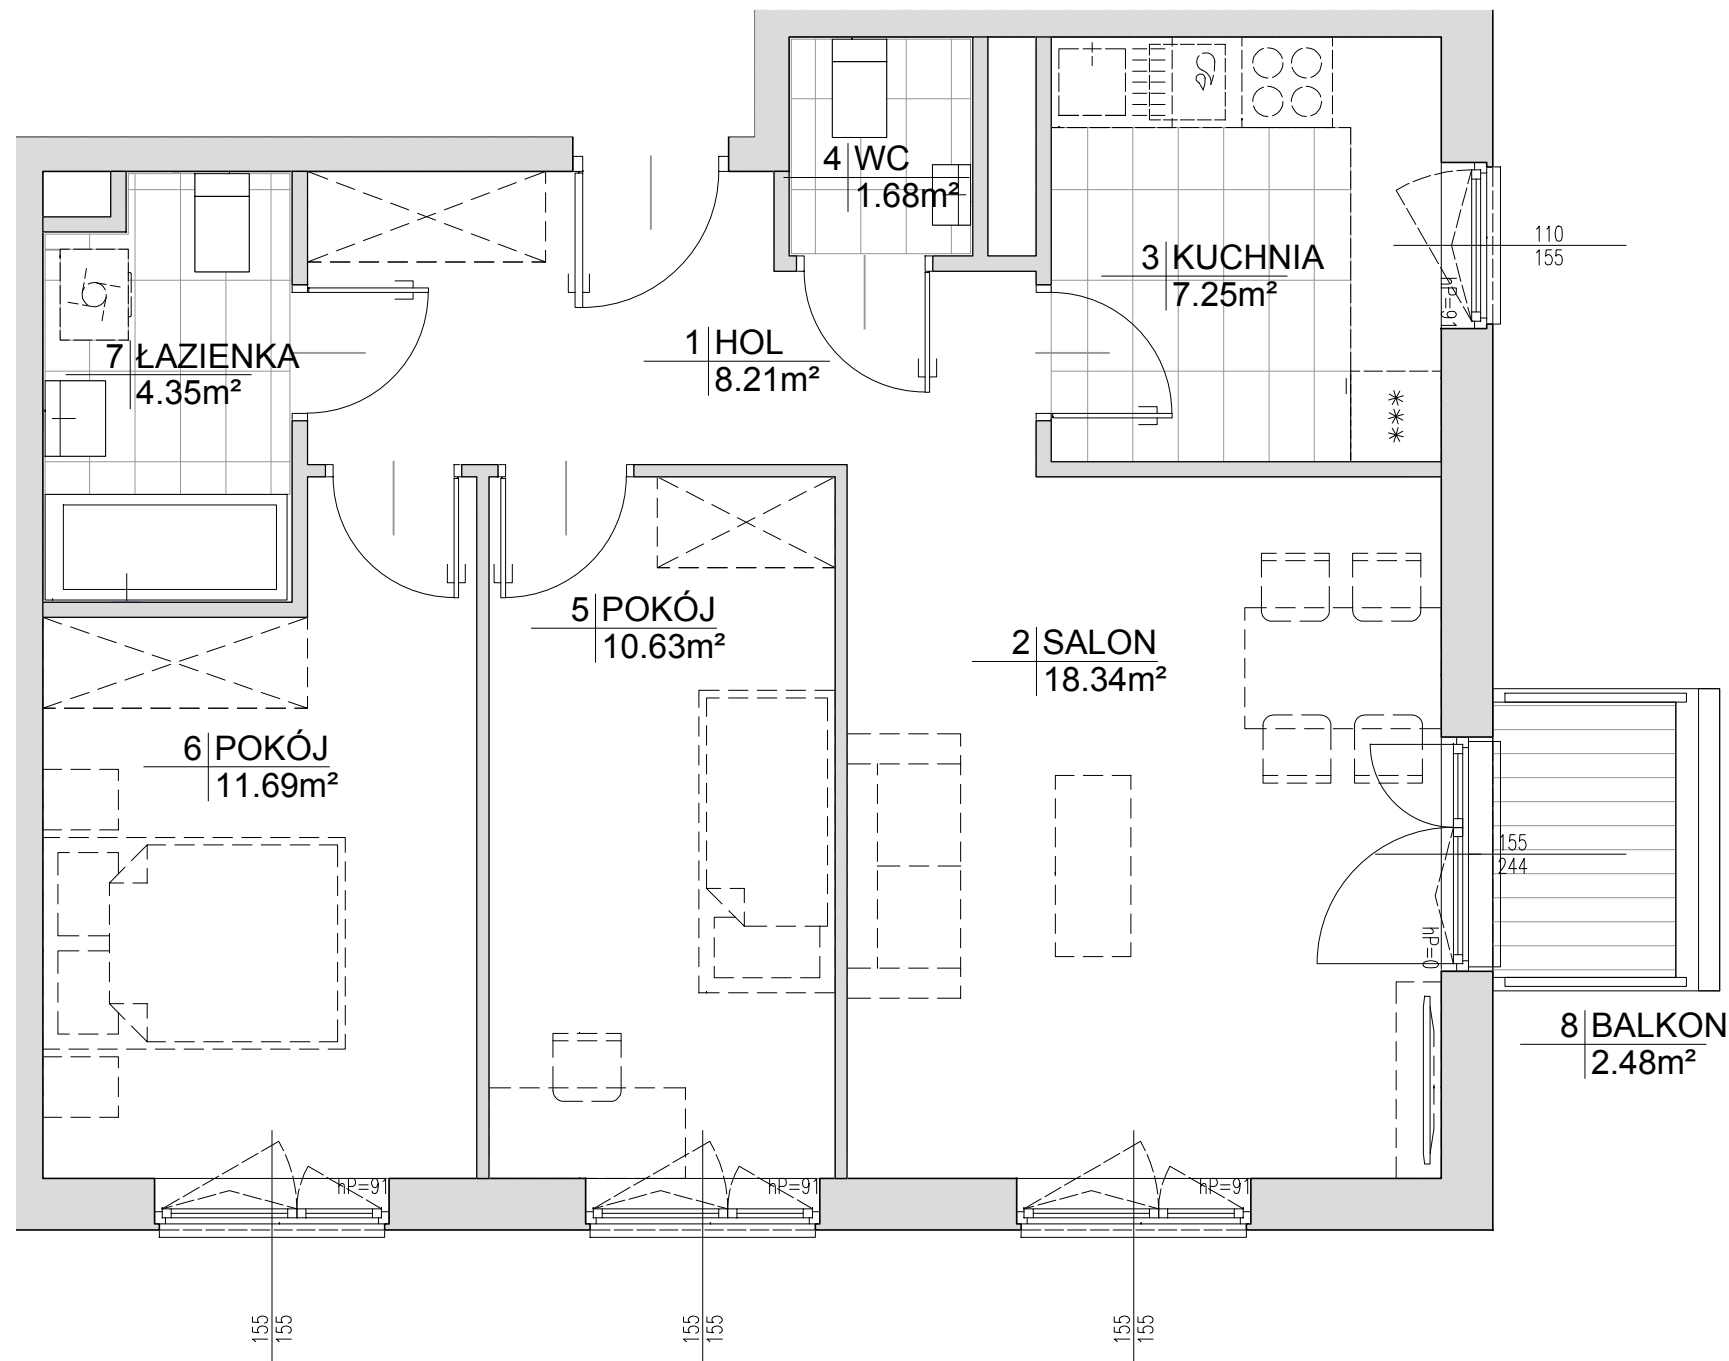 4 WC
1.68m²
3 KUCHNIA
7.25m²
110
155
hP=91
1 HOL
8.21m²
7 ŁAZIENKA
4.35m²
***
5 POKÓJ
10.63m²
2 SALON
18.34m²
6 POKÓJ
11.69m²
155
244
hP=0
8 BALKON
2.48m²
hP=91
hP=91
hP=91
155
155
155
155
155
155